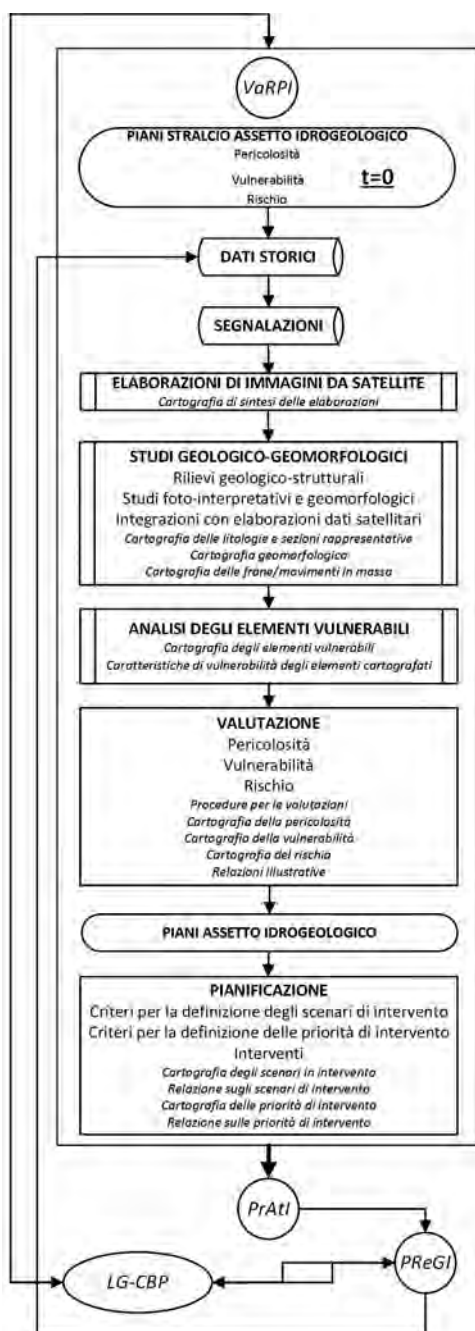 VaRPI
PIANI STRALCIO ASSETTO IDROGEOLOGICO
Pericolosità
Vulnerabilità
t=0
Rischio
DATI STORICI
SEGNALAZIONI
ELABORAZIONI DI IMMAGINI DA SATELLITE
Cartografia di sintesi delle elaborazioni
STUDI GEOLOGICO-GEOMORFOLOGICI
Rilievi geologico-strutturali
Studi foto-interpretativi e geomorfologici
Integrazioni con elaborazioni dati satellitari
Cartografia delle litologie e sezioni rappresentative
Cartografia geomorfologica
Cartografia delle frane/movimenti in massa
ANALISI DEGLI ELEMENTI VULNERABILI
Cartografia degli elementi vulnerabili
Caratteristiche di vulnerabilità degli elementi cartografati
VALUTAZIONE
Pericolosità
Vulnerabilità
Rischio
Procedure per le valutazioni
Cartografia della pericolosità
Cartografia della vulnerabilità
Cartografia del rischia
Relazioni illustrative
PIANI ASSETTO IDROGEOLOGICO
PIANIFICAZIONE
Criteri per la definizione degli scenari di intervento
Criteri per la definizione delle priorità di intervento
Interventi
Cartografia degli scenari in intervento
Relazione sugli scenari di intervento
Cartografia delle priorità di intervento
Relazione sulle priorità di intervento
PrAtI
PReGI
LG-CBP